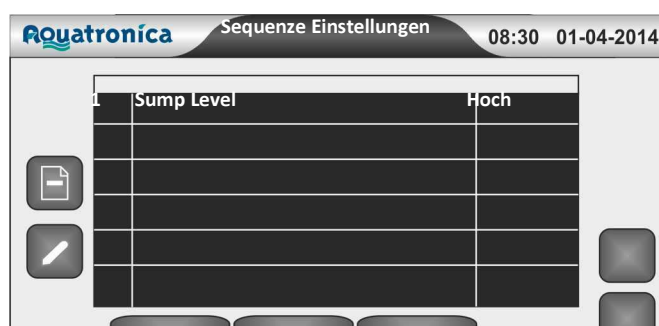 Aquatronica Sequenze Einstellungen 08:30 01-04-2014
1 Sump Level Hoch